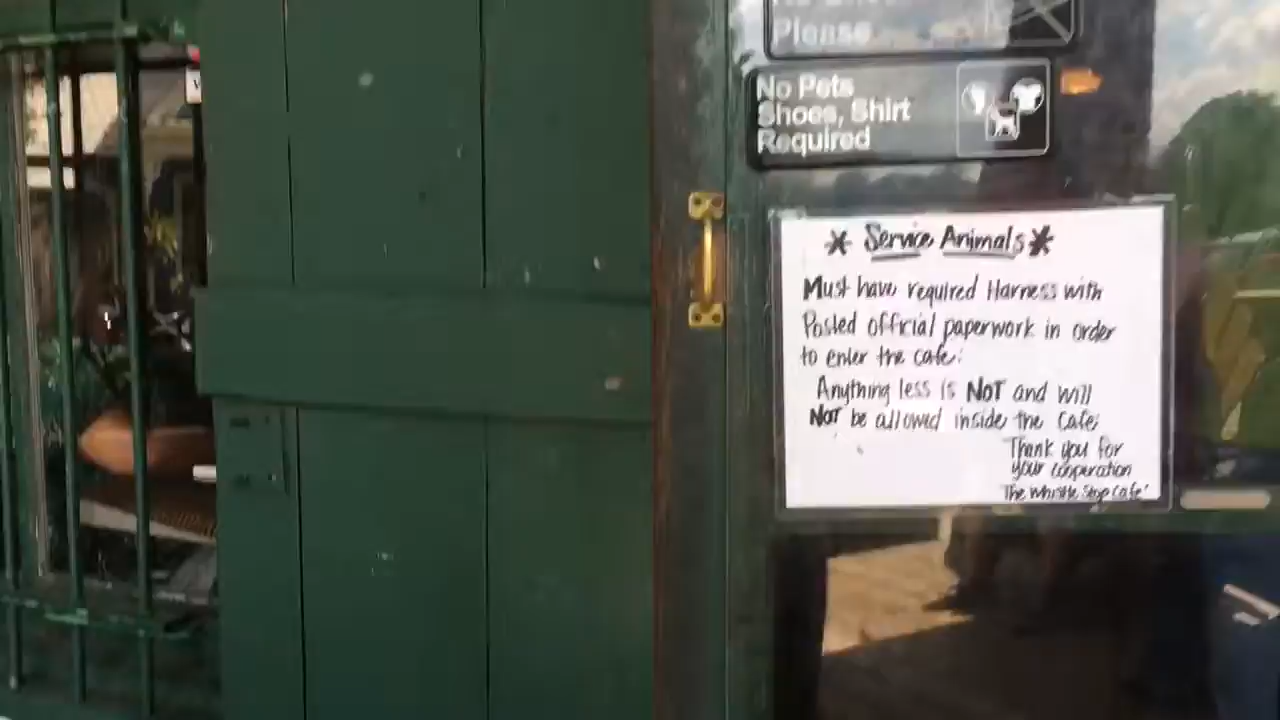 Please
No Pets
Shoes, Shirt
Required
* Service Animals *
Must have required Harness with
Posted official paperwork in order
to enter the cafe.
Anything less is NOT and will
NOT be allowed inside the Cafe.
Thank you for
your cooperation
"The Whistle Stop Cafe"